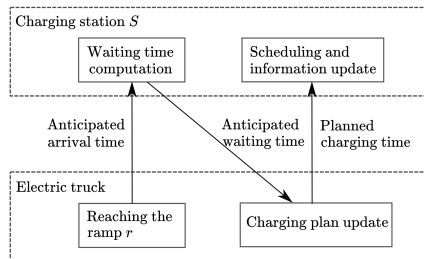 Charging station S
Waiting time
computation
Scheduling and
information update
Anticipated
arrival time
Anticipated
waiting time
Planned
charging time
Electric truck
Reaching the
ramp r
Charging plan update